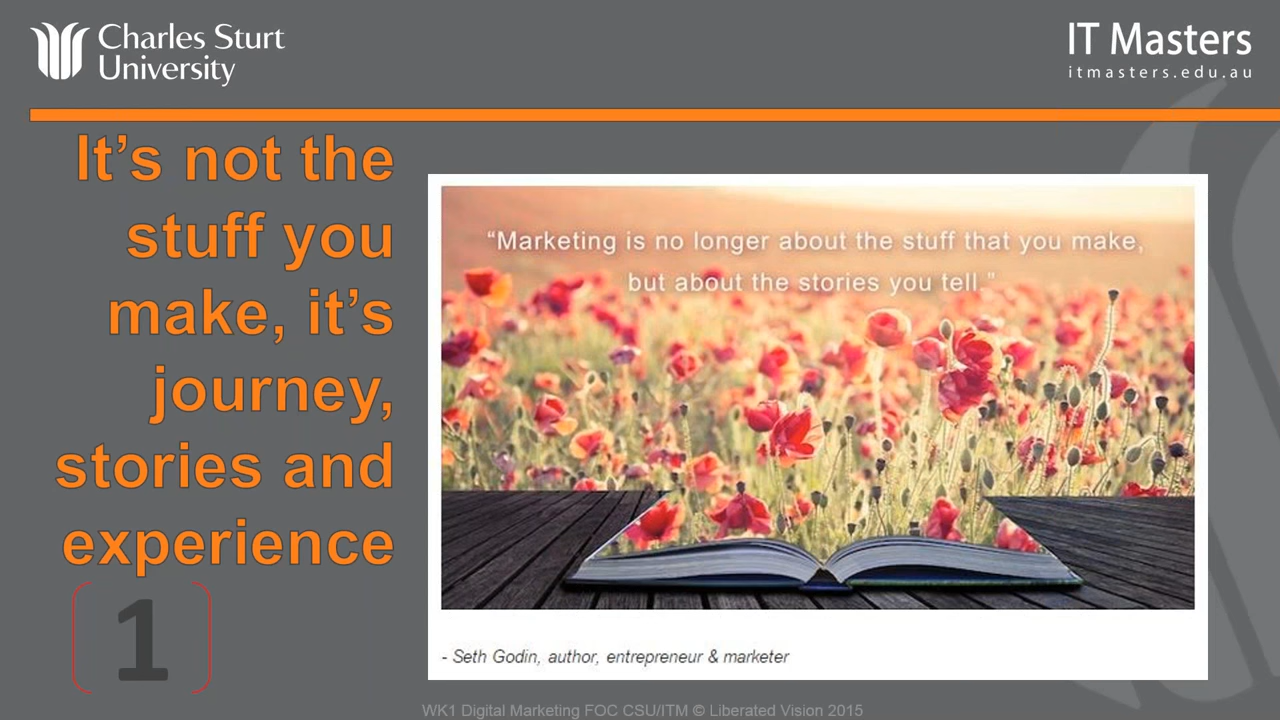 Charles Sturt
University
IT Masters
itmasters.edu.au
It’s not the
stuff you
make, it’s
journey,
stories and
experience
1
“Marketing is no longer about the stuff that you make,
but about the stories you tell.”
- Seth Godin, author, entrepreneur & marketer
WK1 Digital Marketing FOC CSU/ITM © Liberated Vision 2015